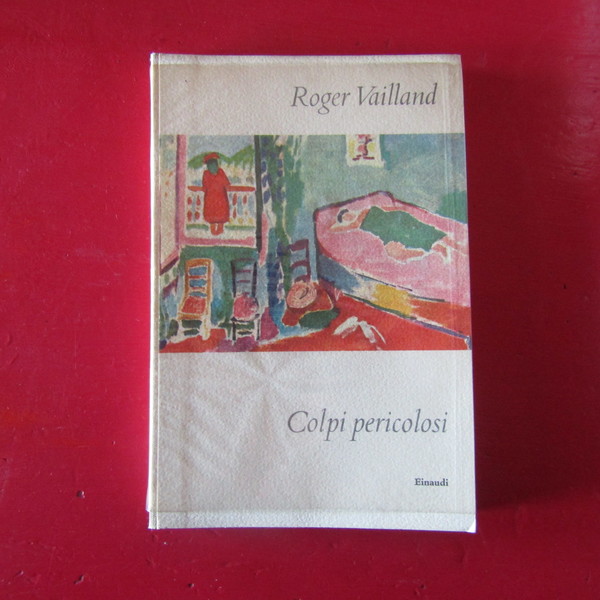 Roger Vailland
Colpi pericolosi
Einaudi